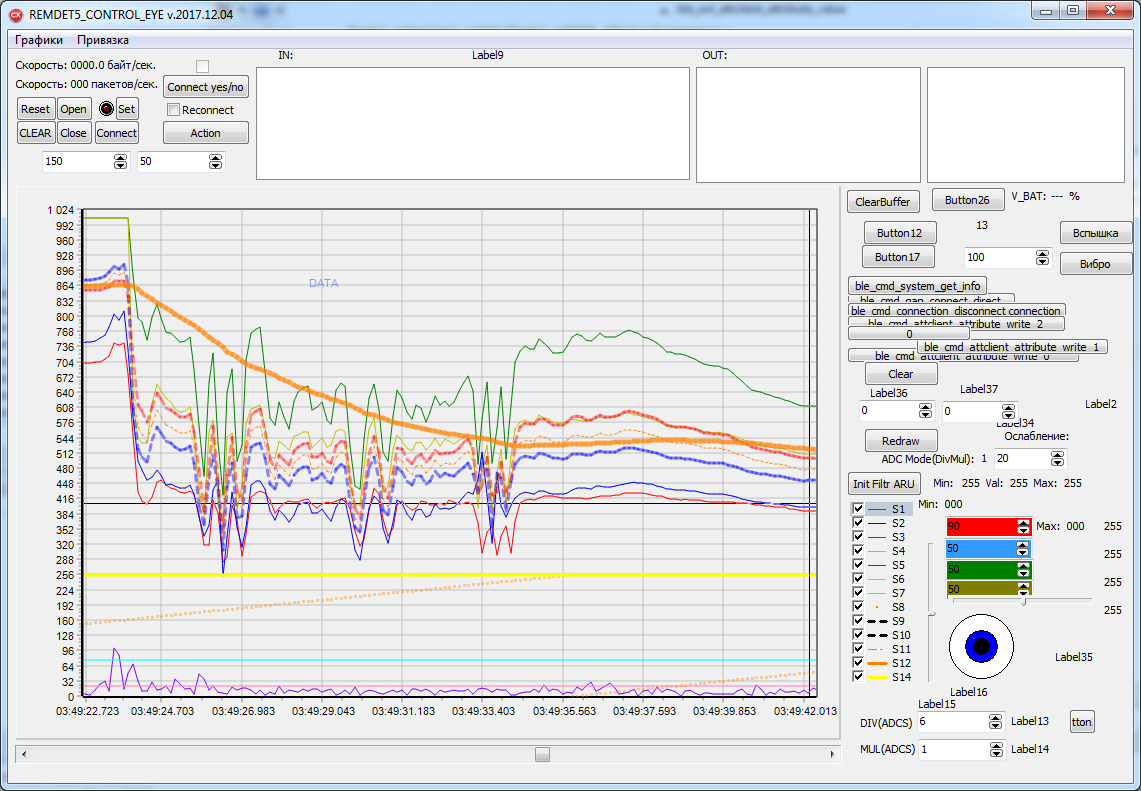 REMDET5_CONTROL_EYE v.2017.12.04
Графики Привязка
Скорость: 0000.0 байт/сек.
IN: Label9 OUT:
Скорость: 000 пакетов/сек.
Connect yes/no
Reset Open Set
Reconnect
CLEAR Close Connect
Action
150 50
ClearBuffer Button26 V_BAT: --- %
Button12 13 Вспышка
Button17 100 Вибро
ble_cmd_system_get_info
ble_cmd_gap_connect_direct
ble_cmd_connection_disconnect connection
ble_cmd_attclient_attribute_write_2
0
ble_cmd_attclient_attribute_write_1
ble_cmd_attclient_attribute_write_0
Clear
Label36 Label37
0 0 Label2
Label34
Redraw Ослабление:
ADC Mode(DivMul): 1 20
Init Filtr ARU Min: 255 Val: 255 Max: 255
Min: 000
S1
S2
S3
S4
S5
S6
S7
S8
S9
S10
S11
S12
S14
90 Max: 000 255
50 255
50 255
50 255
Label35
Label16
Label15
DIV(ADCS) 6 Label13 tton
MUL(ADCS) 1 Label14
DATA
1 024
992
960
928
896
864
832
800
768
736
704
672
640
608
576
544
512
480
448
416
384
352
320
288
256
224
192
160
128
96
64
32
0
03:49:22.723 03:49:24.703 03:49:26.983 03:49:29.043 03:49:31.183 03:49:33.403 03:49:35.563 03:49:37.593 03:49:39.853 03:49:42.013